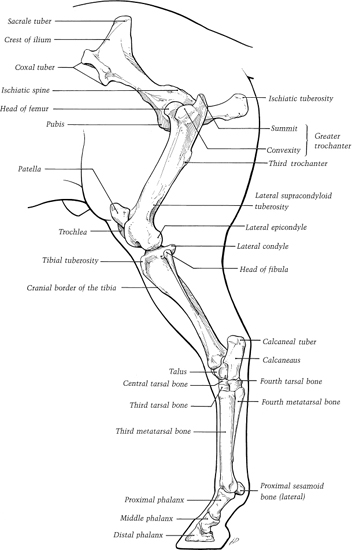 Sacrale tuber
Crest of ilium
Coxal tuber
Ischiatic spine
Head of femur
Pubis
Ischiatic tuberosity
Summit
Greater
trochanter
Convexity
Third trochanter
Patella
Lateral supracondyloid
tuberosity
Trochlea
Lateral epicondyle
Lateral condyle
Tibial tuberosity
Head of fibula
Cranial border of the tibia
Calcaneal tuber
Calcaneaus
Talus
Central tarsal bone
Fourth tarsal bone
Third tarsal bone
Fourth metatarsal bone
Third metatarsal bone
Proximal sesamoid
bone (lateral)
Proximal phalanx
Middle phalanx
Distal phalanx